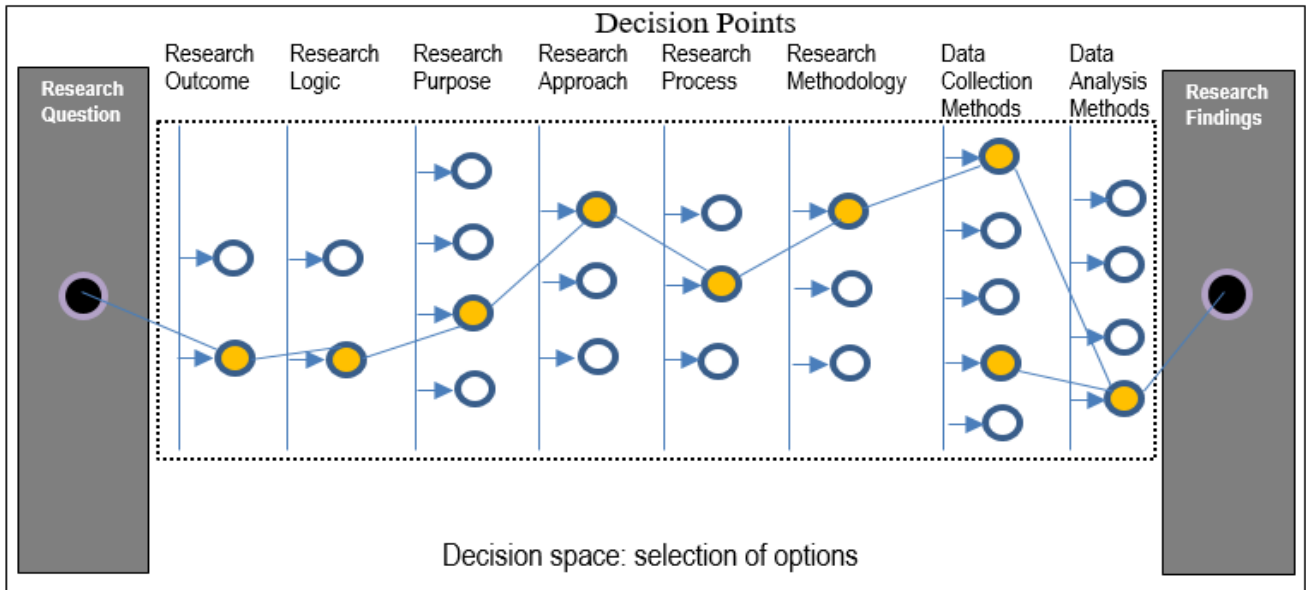 Decision Points
Research
Question
Research
Outcome
Research
Logic
Research
Purpose
Research
Approach
Research
Process
Research
Methodology
Data
Collection
Methods
Data
Analysis
Methods
Research
Findings
Decision space: selection of options